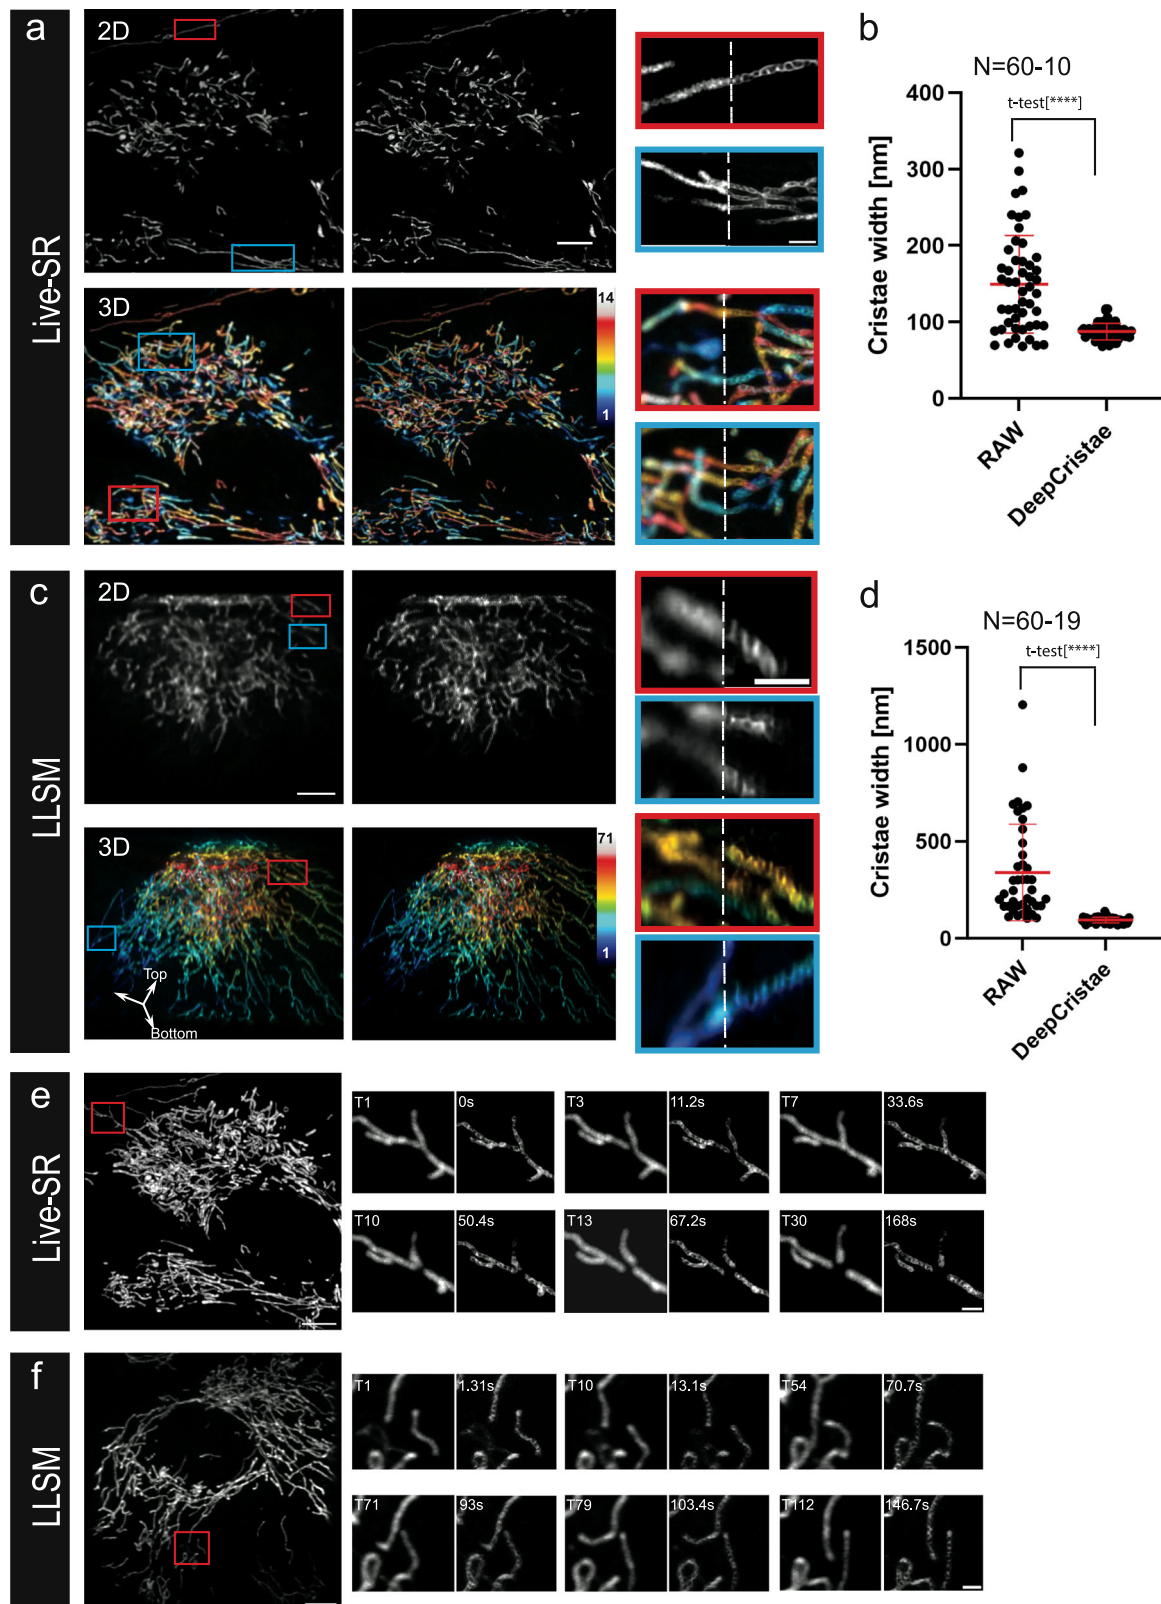 a
Live-SR
2D
3D
14
1
b
N=60-10
t-test[****]
Cristae width [nm]
400
300
200
100
0
RAW
DeepCristae
c
LLSM
2D
3D
Top
Bottom
71
1
d
N=60-19
t-test[****]
Cristae width [nm]
1500
1000
500
0
RAW
DeepCristae
e
Live-SR
T1 0s T3 11.2s T7 33.6s
T10 50.4s T13 67.2s T30 168s
f
LLSM
T1 1.31s T10 13.1s T54 70.7s
T71 93s T79 103.4s T112 146.7s